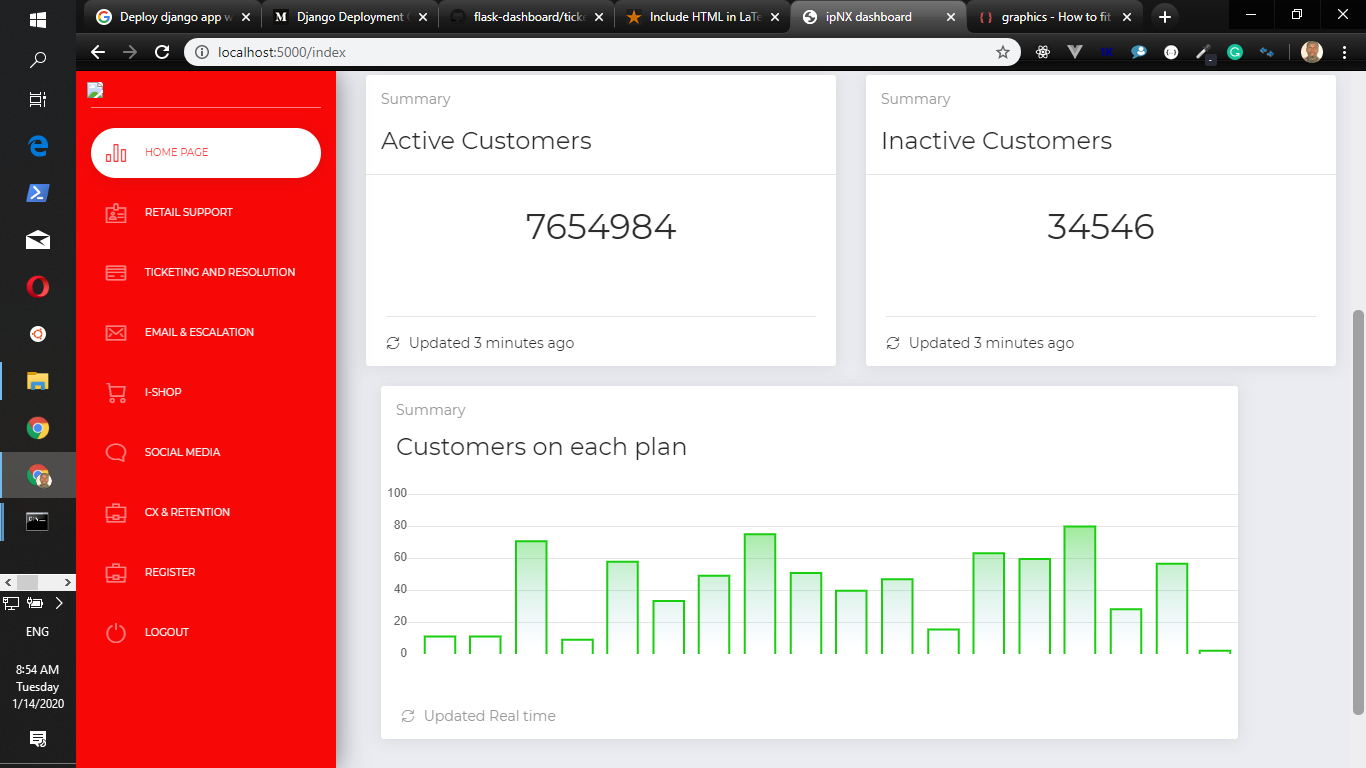 Deploy django app w
Django Deployment
flask-dashboard/ticke
Include HTML in LaTe
ipNX dashboard
graphics - How to fit
localhost:5000/index
Summary
Active Customers
7654984
Updated 3 minutes ago
Summary
Inactive Customers
34546
Updated 3 minutes ago
HOME PAGE
RETAIL SUPPORT
TICKETING AND RESOLUTION
EMAIL & ESCALATION
I-SHOP
SOCIAL MEDIA
CX & RETENTION
REGISTER
LOGOUT
Summary
Customers on each plan
100
80
60
40
20
0
Updated Real time
ENG
8:54 AM
Tuesday
1/14/2020